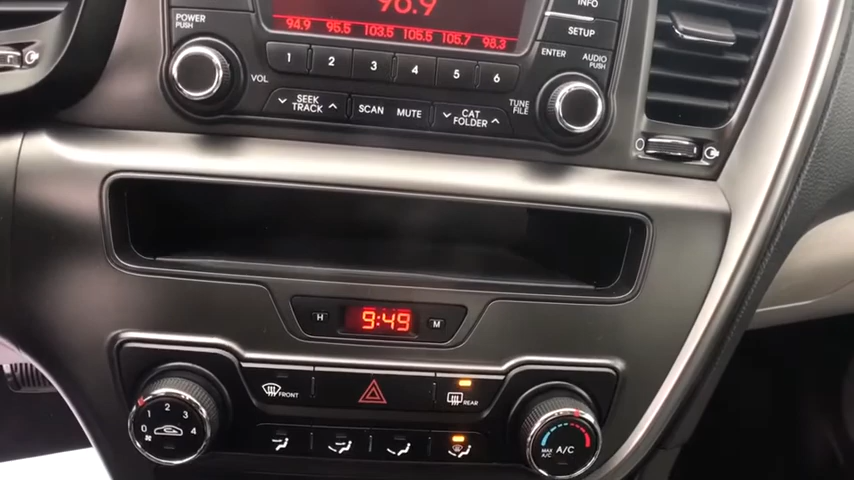 96.9
INFO
POWER
PUSH
94.9 95.5 103.5 105.5 105.7 98.3
SETUP
1 2 3 4 5 6
ENTER
AUDIO
PUSH
VOL
SEEK
TRACK
SCAN MUTE
CAT
FOLDER
TUNE
FILE
H 9:49 M
FRONT
REAR
0 1 2 3 4
MAX
A/C
A/C